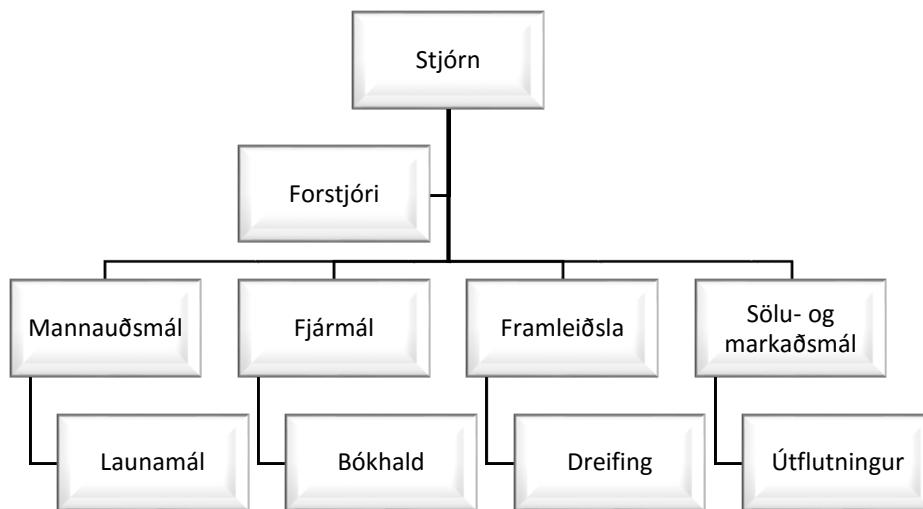 Stjórn
Forstjóri
Mannauðsmál
Fjármál
Framleiðsla
Sölu- og
markaðsmál
Launamál
Bókhald
Dreifing
Útflutningur